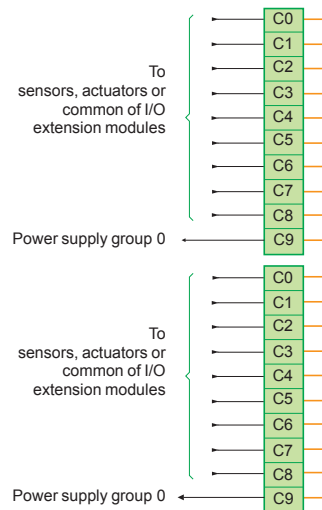 C0
C1
C2
C3
C4
C5
C6
C7
C8
C9
To
sensors, actuators or
common of I/O
extension modules
Power supply group 0
C0
C1
C2
C3
C4
C5
C6
C7
C8
C9
To
sensors, actuators or
common of I/O
extension modules
Power supply group 0